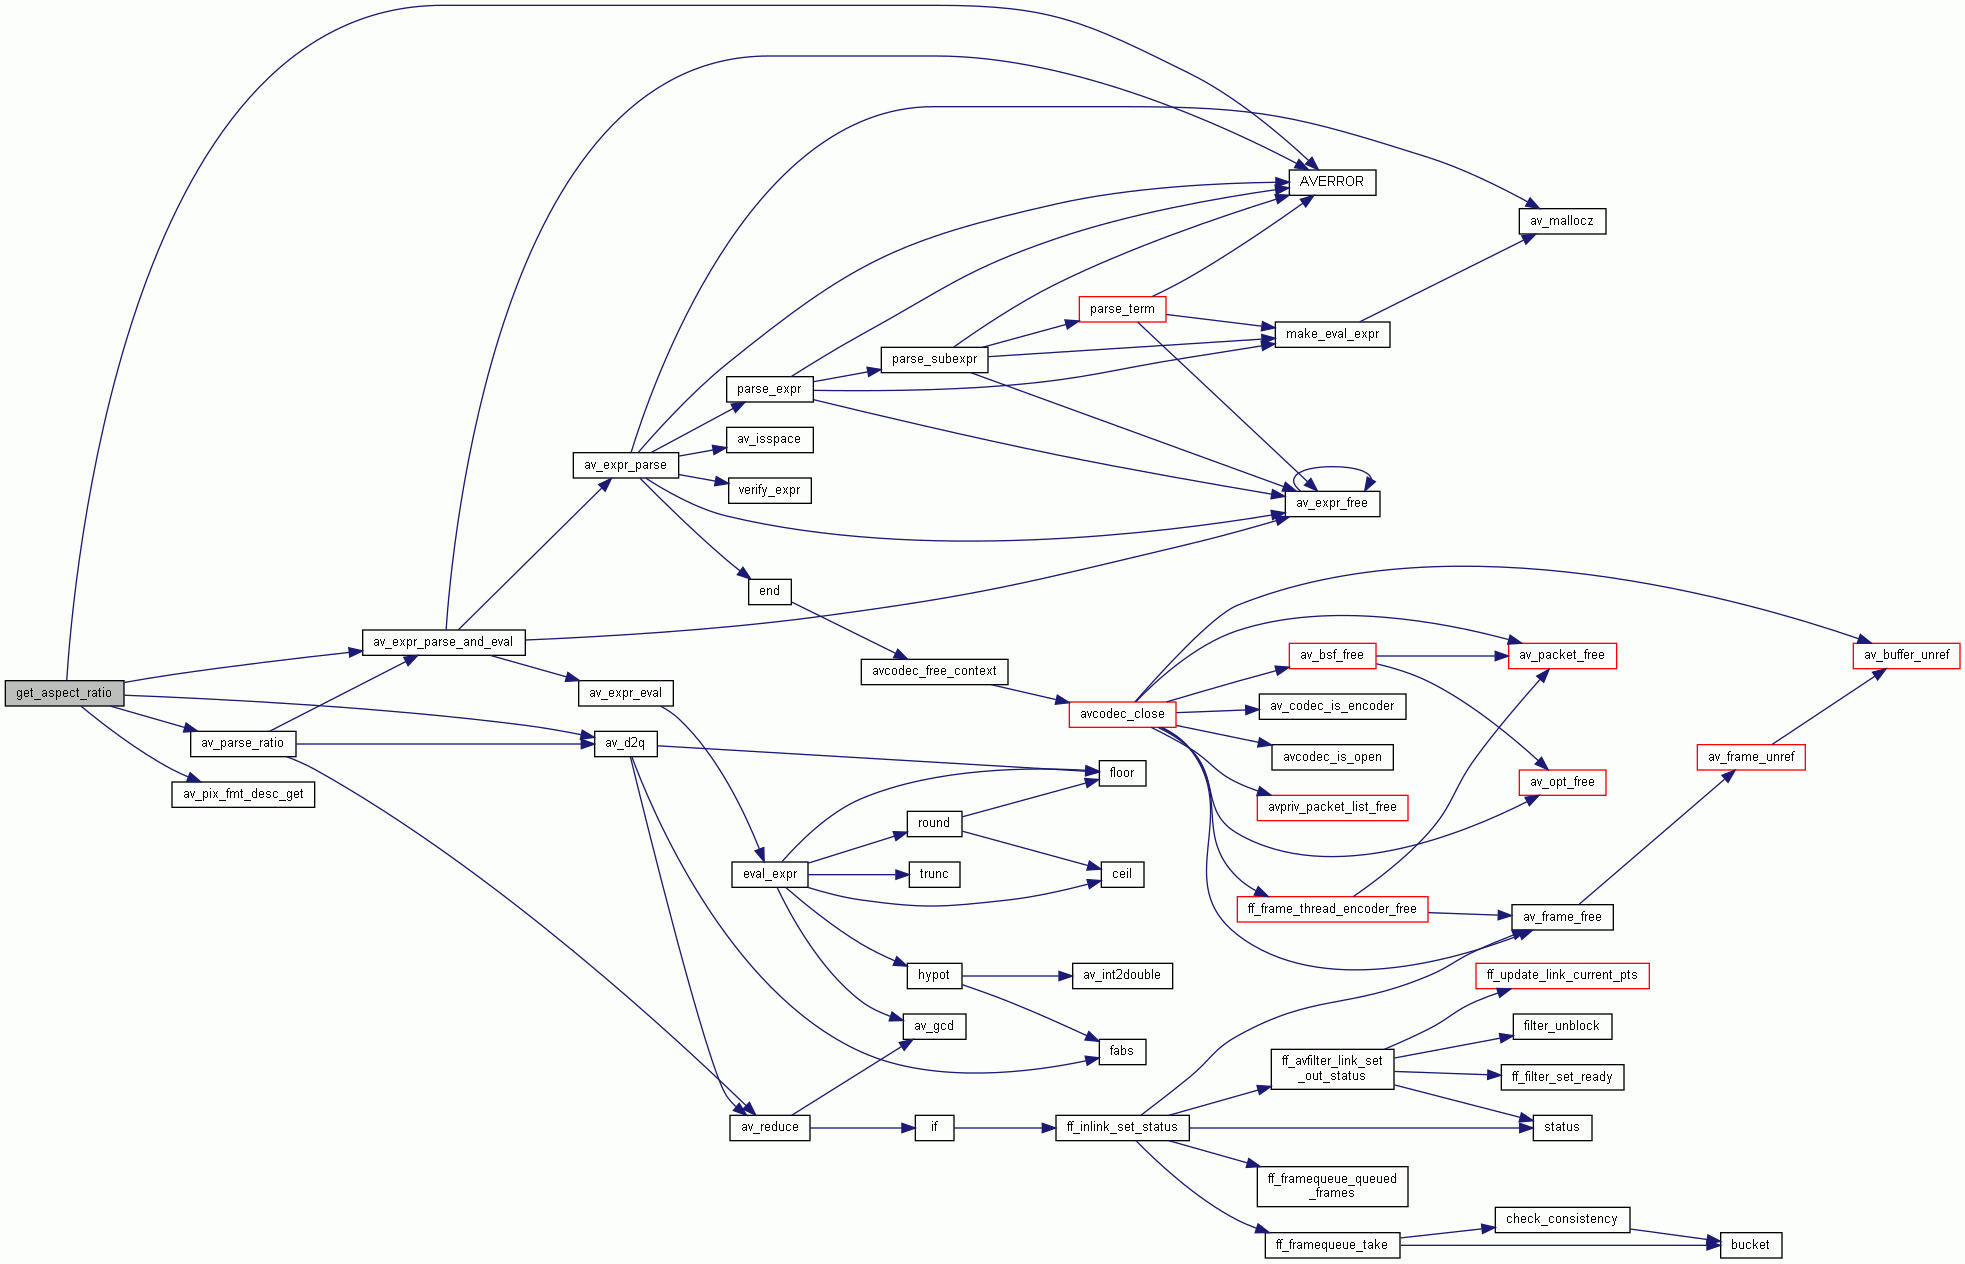 AVERROR
av_mallocz
parse_term
make_eval_expr
parse_subexpr
parse_expr
av_isspace
av_expr_parse
verify_expr
av_expr_free
end
av_expr_parse_and_eval
avcodec_free_context
av_bsf_free
av_packet_free
av_buffer_unref
get_aspect_ratio
av_expr_eval
av_codec_is_encoder
avcodec_close
av_parse_ratio
av_d2q
avcodec_is_open
av_frame_unref
av_pix_fmt_desc_get
floor
avpriv_packet_list_free
av_opt_free
round
eval_expr
trunc
ceil
ff_frame_thread_encoder_free
av_frame_free
hypot
av_int2double
ff_update_link_current_pts
av_gcd
fabs
filter_unblock
ff_avfilter_link_set
_out_status
ff_filter_set_ready
av_reduce
if
ff_inlink_set_status
status
ff_framequeue_queued
_frames
check_consistency
ff_framequeue_take
bucket